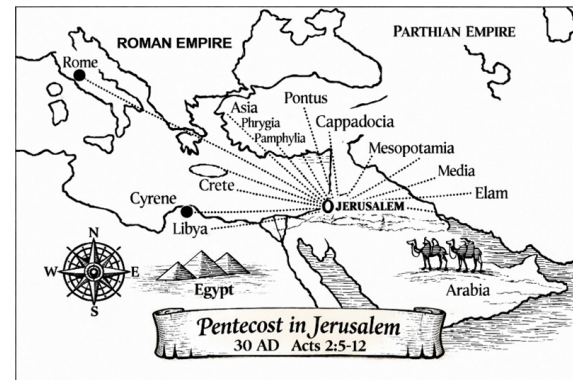 ROMAN EMPIRE
PARTHIAN EMPIRE
Rome
Asia
Phrygia
Pamphylia
Pontus
Cappadocia
Mesopotamia
Media
Elam
Crete
Cyrene
Libya
JERUSALEM
N
W
E
S
Egypt
Arabia
Pentecost in Jerusalem
30 AD Acts 2:5-12